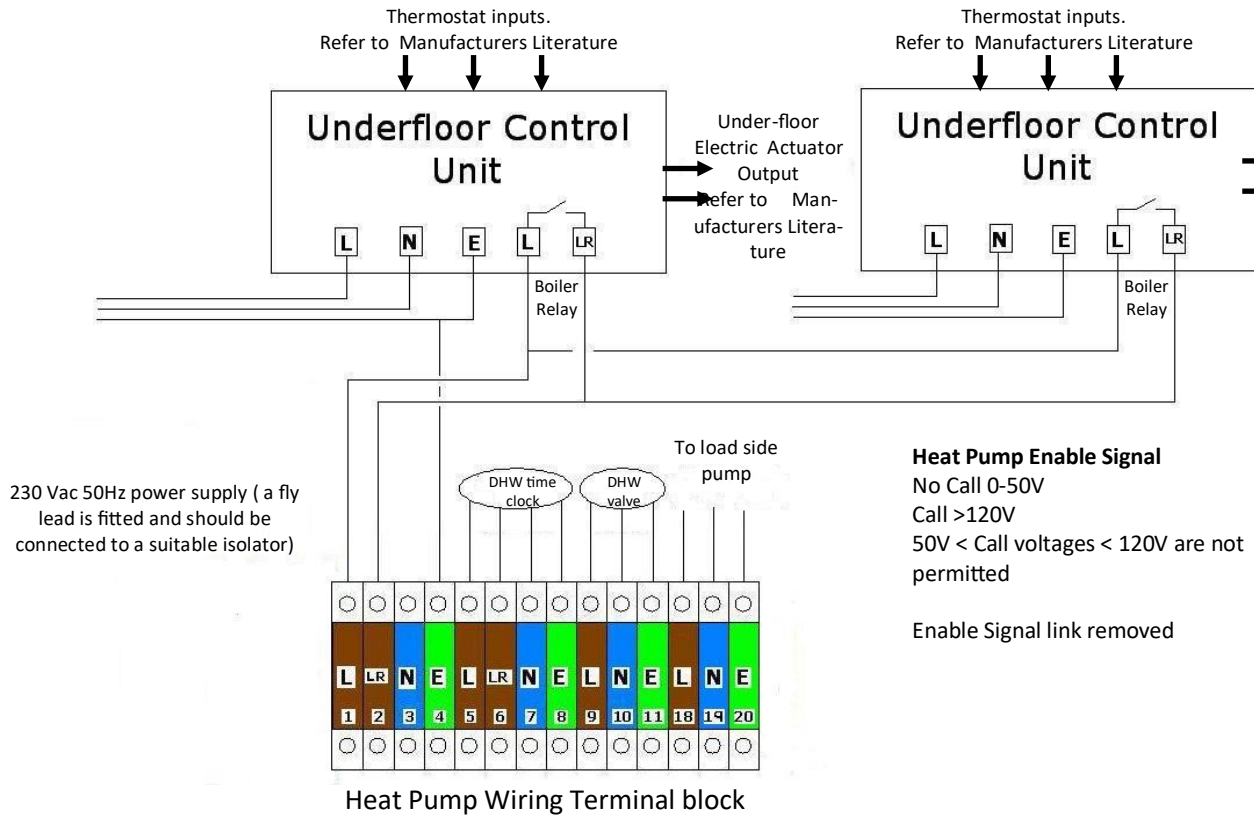 Thermostat inputs.
Refer to Manufacturers Literature
Thermostat inputs.
Refer to Manufacturers Literature
Underfloor Control
Unit
L N E L LR
Boiler
Relay
Under-floor
Electric Actuator
Output
Refer to Man-
ufacturers Litera-
ture
Underfloor Control
Unit
L N E L LR
Boiler
Relay
230 Vac 50Hz power supply ( a fly
lead is fitted and should be
connected to a suitable isolator)
DHW time
clock
DHW
valve
To load side
pump
Heat Pump Enable Signal
No Call 0-50V
Call >120V
50V < Call voltages < 120V are not
permitted
Enable Signal link removed
L LR N E L LR N E L N E L N E
1 2 3 4 5 6 7 8 9 10 11 18 19 20
Heat Pump Wiring Terminal block